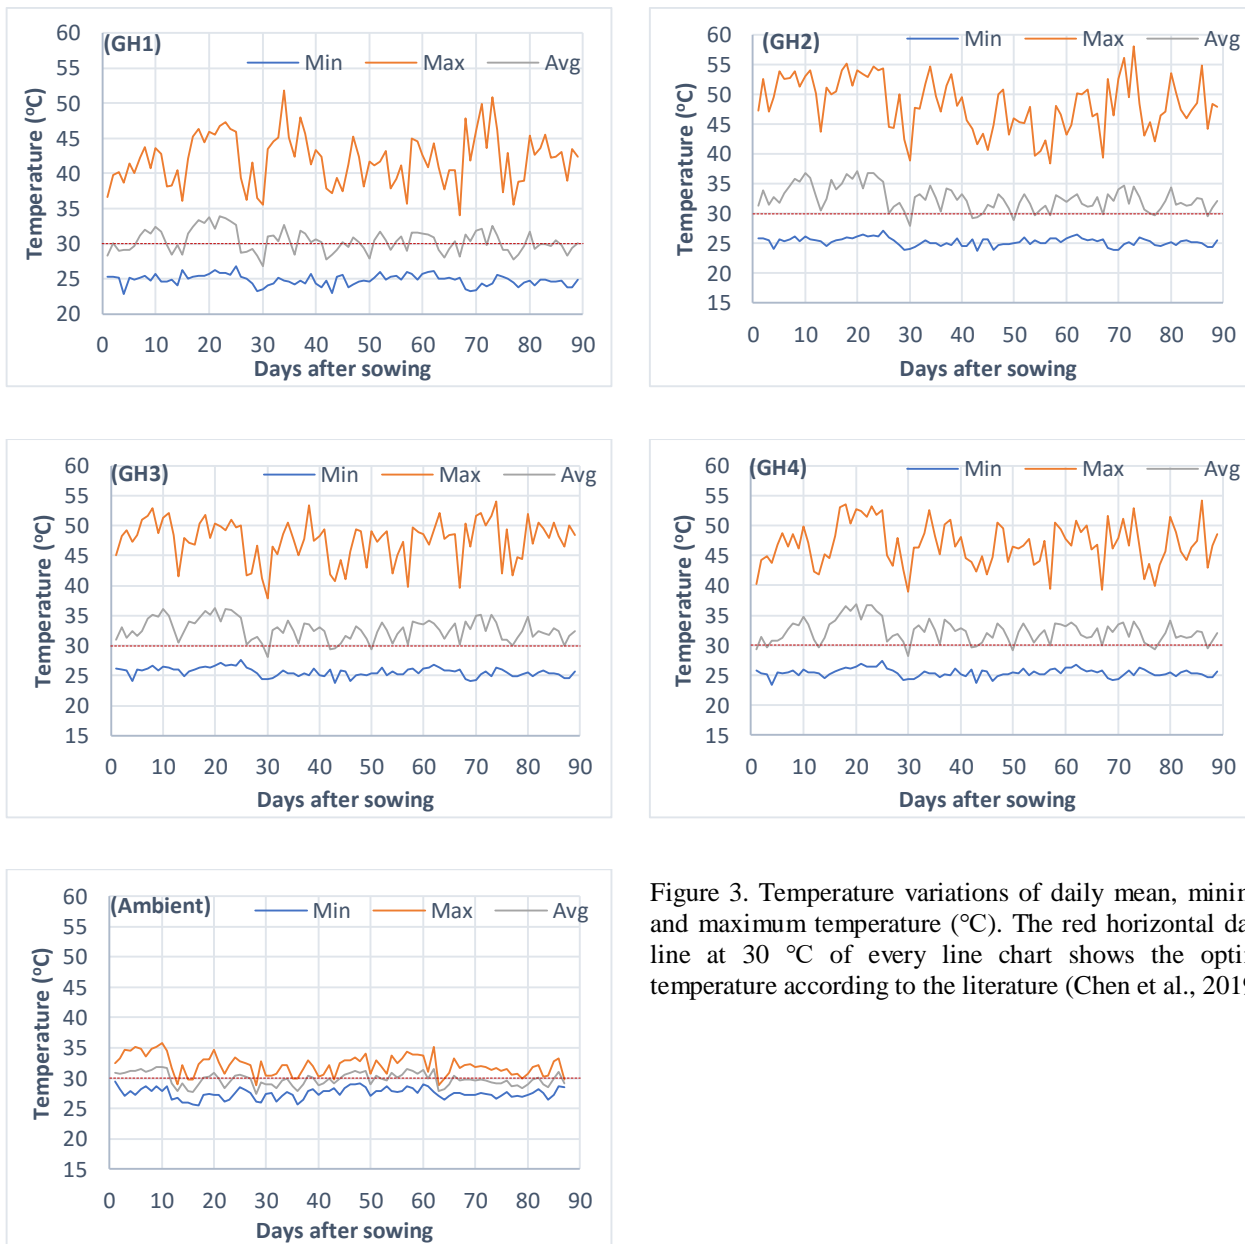 (GH1)
Min Max Avg
Temperature (ºC)
60
55
50
45
40
35
30
25
20
0 10 20 30 40 50 60 70 80 90
Days after sowing
(GH2)
Min Max Avg
Temperature (ºC)
60
55
50
45
40
35
30
25
20
15
0 10 20 30 40 50 60 70 80 90
Days after sowing
(GH3)
Min Max Avg
Temperature (ºC)
60
55
50
45
40
35
30
25
20
15
0 10 20 30 40 50 60 70 80 90
Days after sowing
(GH4)
Min Max Avg
Temperature (ºC)
60
55
50
45
40
35
30
25
20
15
0 10 20 30 40 50 60 70 80 90
Days after sowing
(Ambient)
Min Max Avg
Temperature (ºC)
60
55
50
45
40
35
30
25
20
15
0 10 20 30 40 50 60 70 80 90
Days after sowing
Figure 3. Temperature variations of daily mean,
and maximum temperature (°C). The red horizontal
line at 30 °C of every line chart shows the
temperature according to the literature (Chen et al., 2019